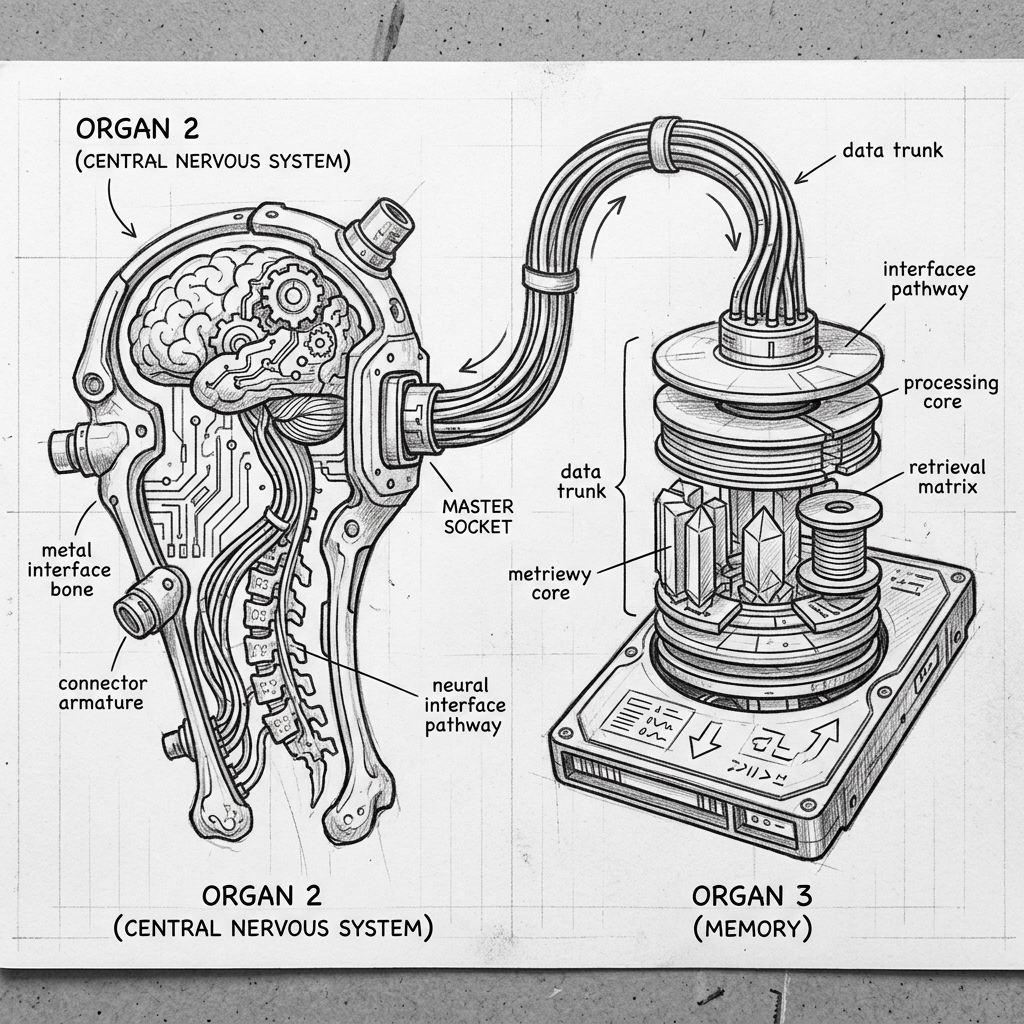 ORGAN 2
(CENTRAL NERVOUS SYSTEM)
data trunk
interfacee
pathway
processing
core
retrieval
matrix
data
trunk
MASTER
SOCKET
metriewy
core
metal
interface
bone
connector
armature
neural
interface
pathway
ORGAN 2
(CENTRAL NERVOUS SYSTEM)
ORGAN 3
(MEMORY)